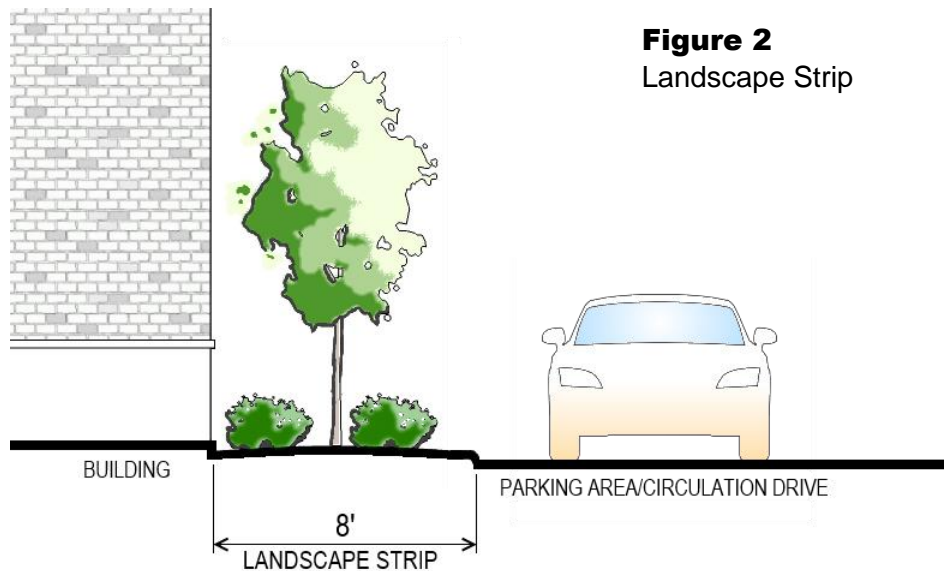 Figure 2
Landscape Strip
BUILDING
PARKING AREA/CIRCULATION DRIVE
8'
LANDSCAPE STRIP